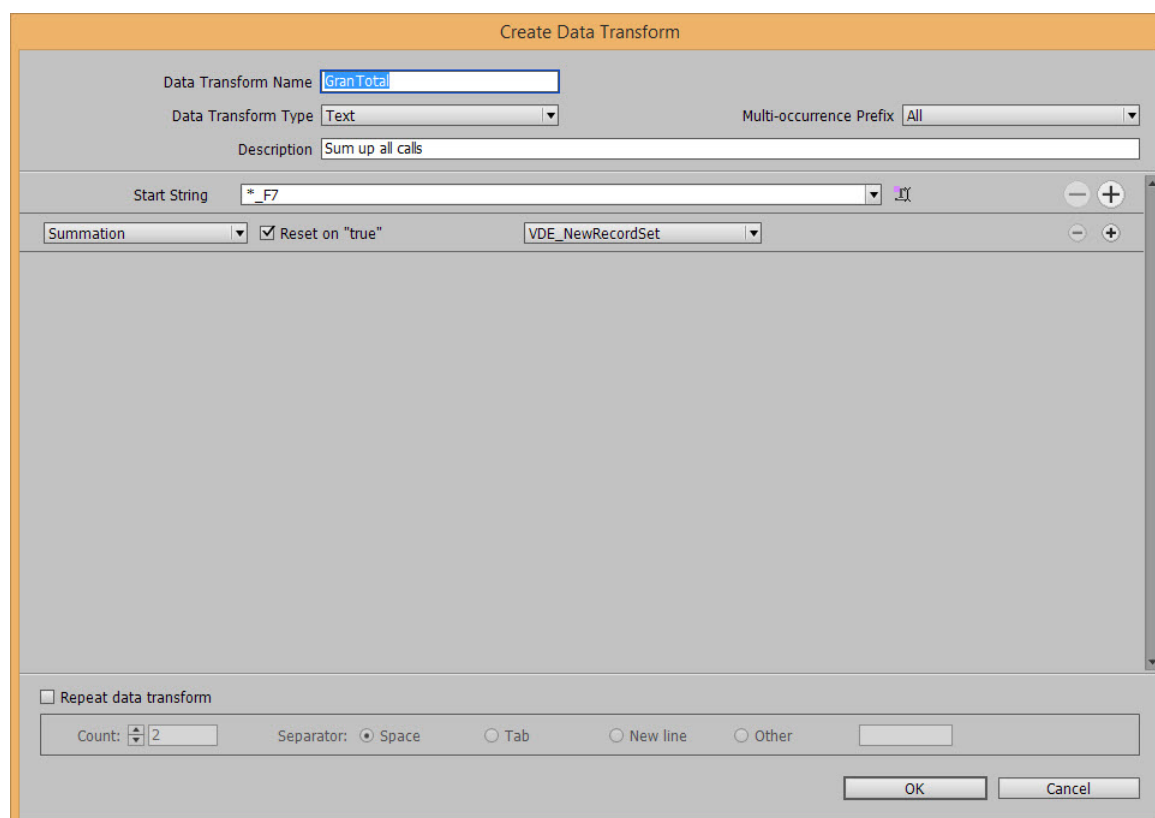 Create Data Transform
Data Transform Name GranTotal
Data Transform Type Text Multi-occurrence Prefix All
Description Sum up all calls
Start String *_F7
Summation Reset on "true" VDE_NewRecordSet
Repeat data transform
Count: 2 Separator: Space Tab New line Other
OK Cancel